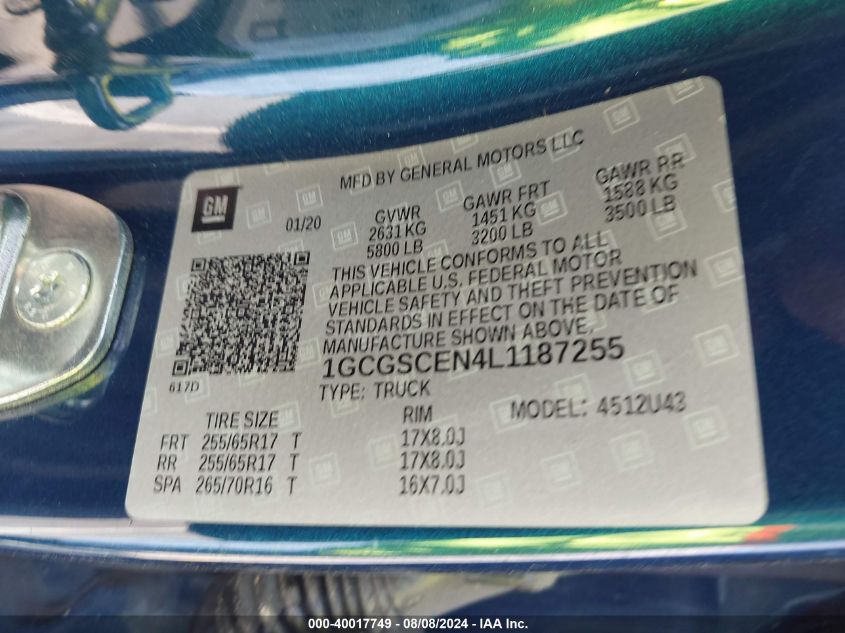 MFD BY GENERAL MOTORS LLC
GM
01/20
GVWR
2631 KG
5800 LB
GAWR FRT
1451 KG
3200 LB
GAWR RR
1588 KG
3500 LB
THIS VEHICLE CONFORMS TO ALL
APPLICABLE U.S. FEDERAL MOTOR
VEHICLE SAFETY AND THEFT PREVENTION
STANDARDS IN EFFECT ON THE DATE OF
MANUFACTURE SHOWN ABOVE.
617D
1GCGSCEN4L1187255
TYPE: TRUCK
MODEL: 4512U43
TIRE SIZE RIM
FRT 255/65R17 T 17X8.0J
RR 255/65R17 T 17X8.0J
SPA 265/70R16 T 16X7.0J
000-40017749 - 08/08/2024 - IAA Inc.